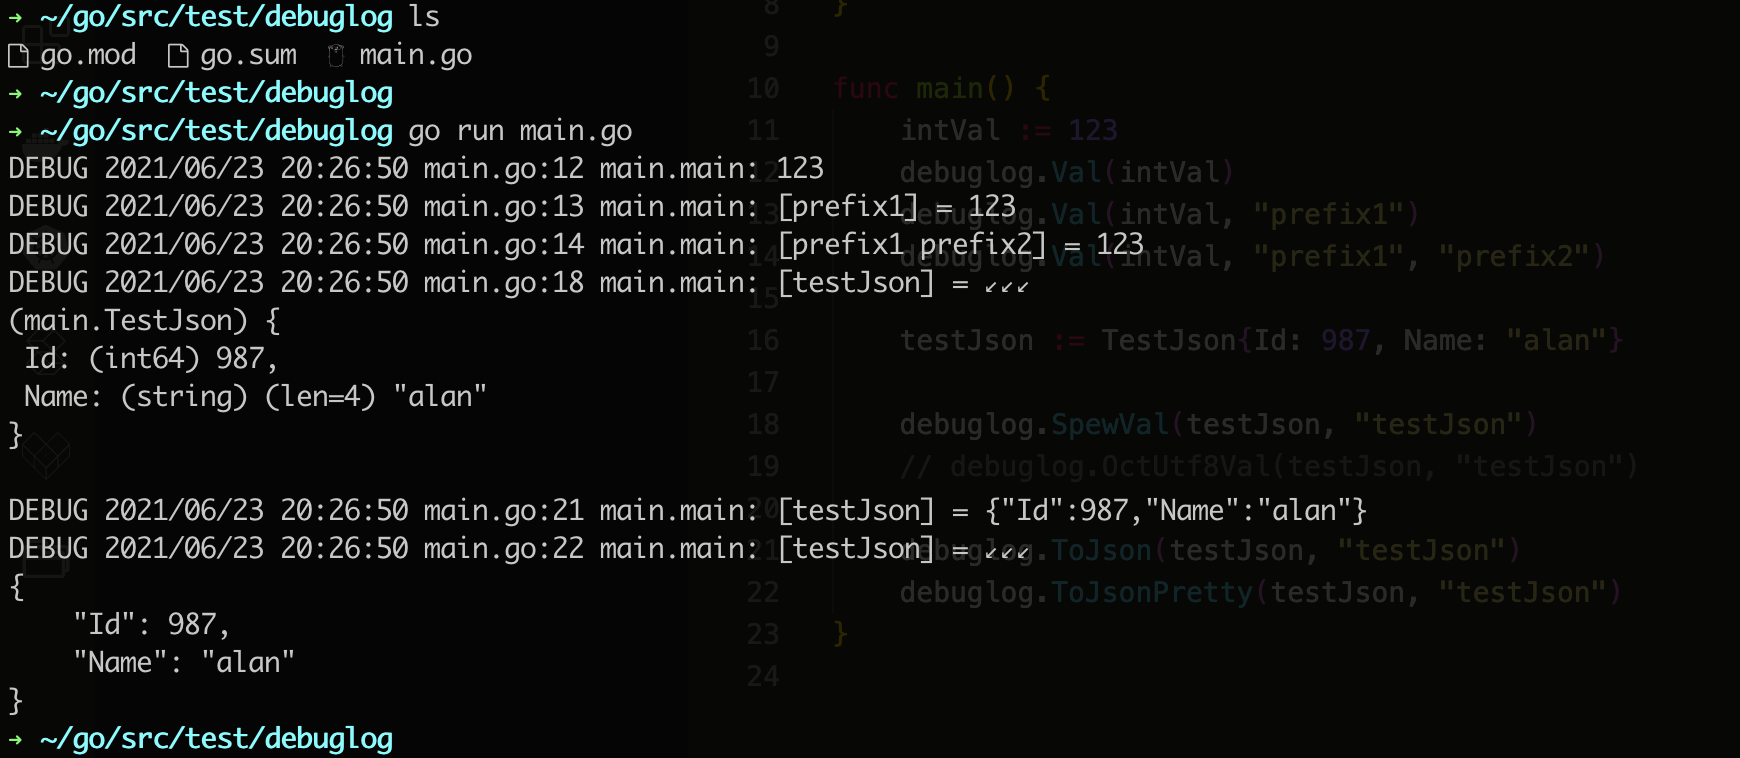 → ~/go/src/test/debuglog ls
go.mod go.sum main.go
→ ~/go/src/test/debuglog
→ ~/go/src/test/debuglog go run main.go
DEBUG 2021/06/23 20:26:50 main.go:12 main.main: 123
DEBUG 2021/06/23 20:26:50 main.go:13 main.main: [prefix1] = 123
DEBUG 2021/06/23 20:26:50 main.go:14 main.main: [prefix1 prefix2] = 123
DEBUG 2021/06/23 20:26:50 main.go:18 main.main: [testJson] = ↙↙↙
(main.TestJson) {
 Id: (int64) 987,
 Name: (string) (len=4) "alan"
}
DEBUG 2021/06/23 20:26:50 main.go:21 main.main: [testJson] = {"Id":987,"Name":"alan"}
DEBUG 2021/06/23 20:26:50 main.go:22 main.main: [testJson] = ↙↙↙
{
    "Id": 987,
    "Name": "alan"
}
→ ~/go/src/test/debuglog
8 }
9
10 func main() {
11 intVal := 123
12 debuglog.Val(intVal)
13 debuglog.Val(intVal, "prefix1")
14 debuglog.Val(intVal, "prefix1", "prefix2")
15
16 testJson := TestJson{Id: 987, Name: "alan"}
17
18 debuglog.SpewVal(testJson, "testJson")
19 // debuglog.OctUtf8Val(testJson, "testJson")
20
21 debuglog.ToJson(testJson, "testJson")
22 debuglog.ToJsonPretty(testJson, "testJson")
23 }
24